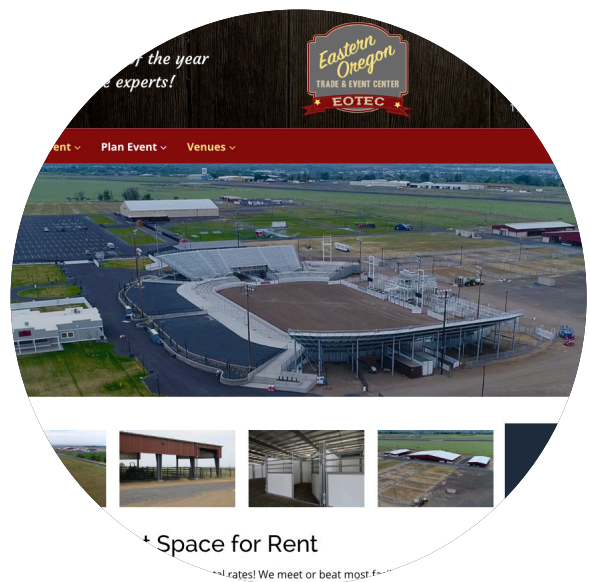 of the year
experts!
Eastern
Oregon
TRADE & EVENT CENTER
EOTEC
Plan Event
Venues
Space for Rent
rates! We meet or beat most